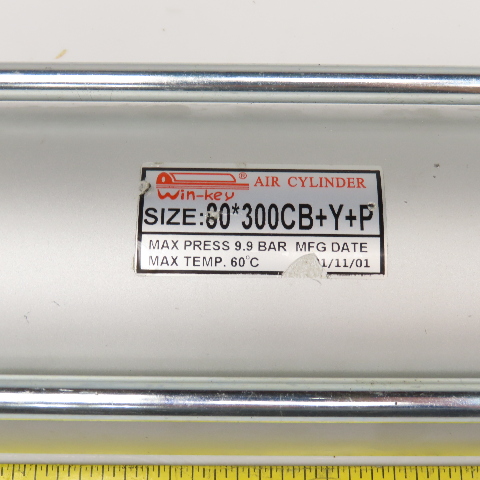 Win-key® AIR CYLINDER
SIZE:80*300CB+Y+P
MAX PRESS 9.9 BAR MFG DATE
MAX TEMP. 60°C 01/11/01